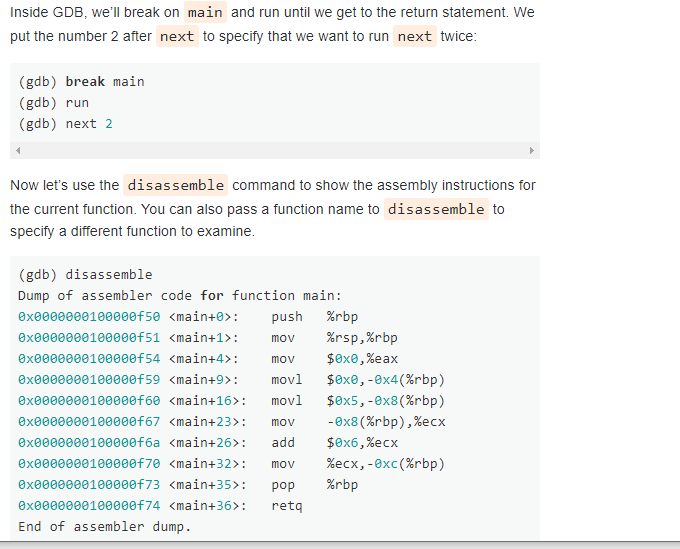 Inside GDB, we'll break on main and run until we get to the return statement. We
put the number 2 after next to specify that we want to run next twice:
(gdb) break main
(gdb) run
(gdb) next 2
Now let's use the disassemble command to show the assembly instructions for
the current function. You can also pass a function name to disassemble to
specify a different function to examine.
(gdb) disassemble
Dump of assembler code for function main:
0x0000000100000f50 <main+0>:    push   %rbp
0x0000000100000f51 <main+1>:    mov    %rsp,%rbp
0x0000000100000f54 <main+4>:    mov    $0x0,%eax
0x0000000100000f59 <main+9>:    movl   $0x0,-0x4(%rbp)
0x0000000100000f60 <main+16>:   movl   $0x5,-0x8(%rbp)
0x0000000100000f67 <main+23>:   mov    -0x8(%rbp),%ecx
0x0000000100000f6a <main+26>:   add    $0x6,%ecx
0x0000000100000f70 <main+32>:   mov    %ecx,-0xc(%rbp)
0x0000000100000f73 <main+35>:   pop    %rbp
0x0000000100000f74 <main+36>:   retq
End of assembler dump.